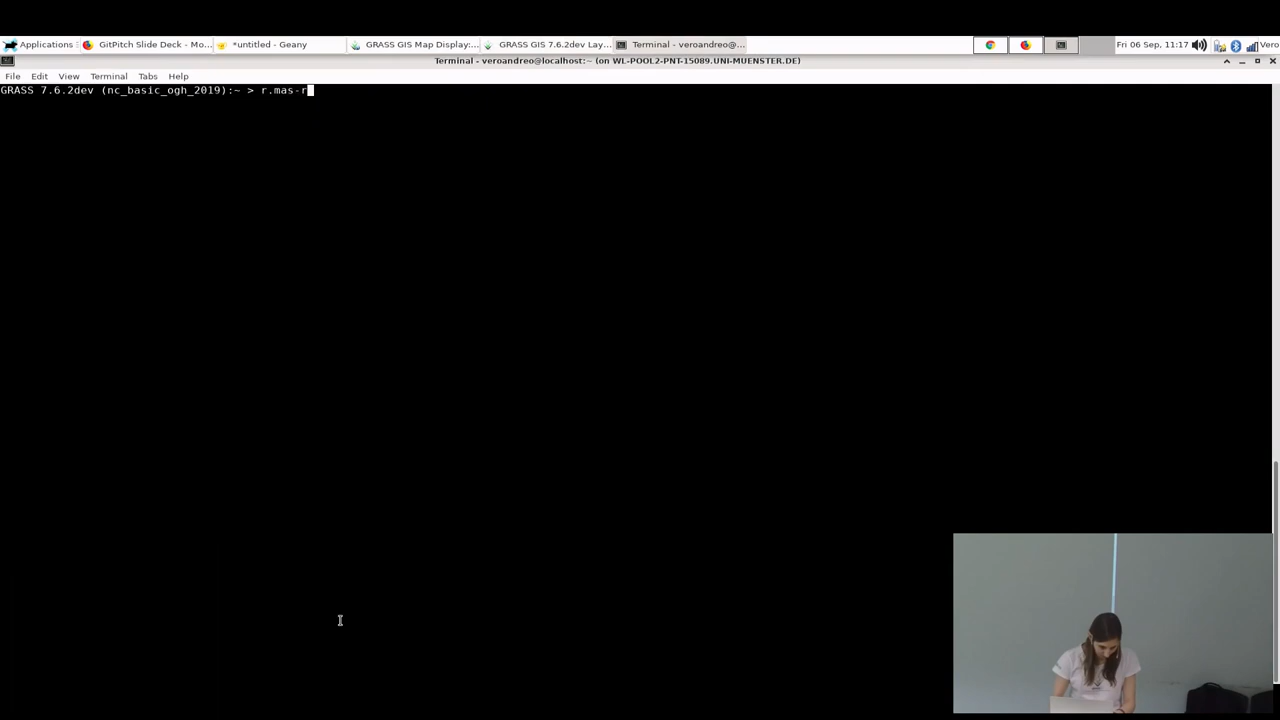 Applications
GitPitch Slide Deck - Mo...
*untitled - Geany
GRASS GIS Map Display:...
GRASS GIS 7.6.2dev Lay...
Terminal - veroandreo@...
Fri 06 Sep, 11:17
Vero
Terminal - veroandreo@localhost:~ (on WL-POOL2-PNT-15089.UNI-MUENSTER.DE)
File Edit View Terminal Tabs Help
GRASS 7.6.2dev (nc_basic_ogh_2019):~ > r.mas-r